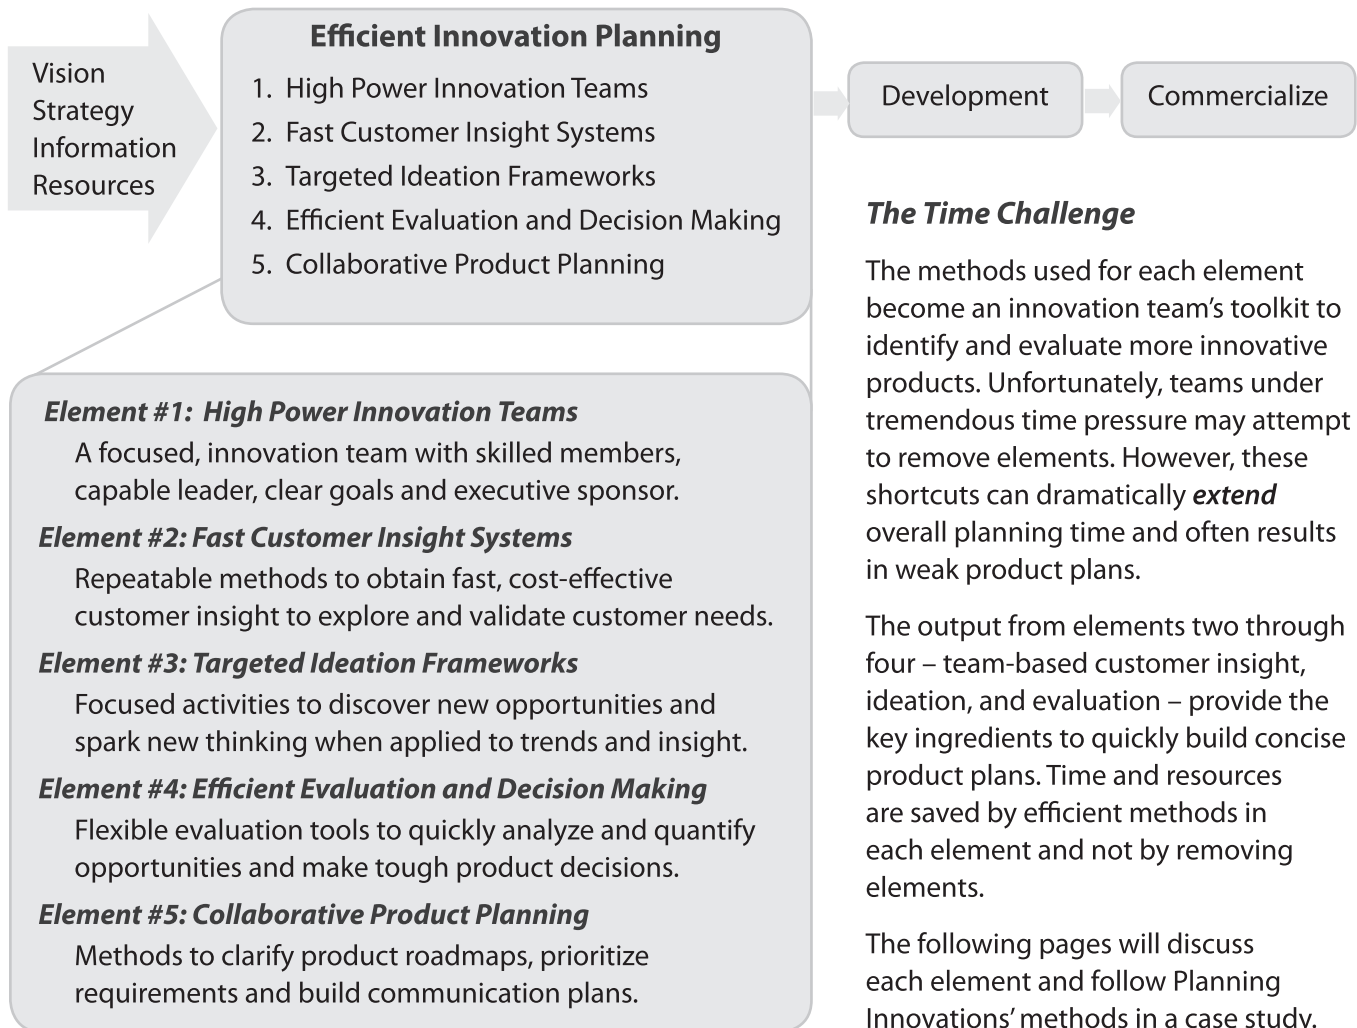 Vision
Strategy
Information
Resources
Efficient Innovation Planning
1. High Power Innovation Teams
2. Fast Customer Insight Systems
3. Targeted Ideation Frameworks
4. Efficient Evaluation and Decision Making
5. Collaborative Product Planning
Development
Commercialize
Element #1: High Power Innovation Teams
A focused, innovation team with skilled members,
capable leader, clear goals and executive sponsor.
Element #2: Fast Customer Insight Systems
Repeatable methods to obtain fast, cost-effective
customer insight to explore and validate customer needs.
Element #3: Targeted Ideation Frameworks
Focused activities to discover new opportunities and
spark new thinking when applied to trends and insight.
Element #4: Efficient Evaluation and Decision Making
Flexible evaluation tools to quickly analyze and quantify
opportunities and make tough product decisions.
Element #5: Collaborative Product Planning
Methods to clarify product roadmaps, prioritize
requirements and build communication plans.
The Time Challenge
The methods used for each element
become an innovation team's toolkit to
identify and evaluate more innovative
products. Unfortunately, teams under
tremendous time pressure may attempt
to remove elements. However, these
shortcuts can dramatically extend
overall planning time and often results
in weak product plans.
The output from elements two through
four – team-based customer insight,
ideation, and evaluation – provide the
key ingredients to quickly build concise
product plans. Time and resources
are saved by efficient methods in
each element and not by removing
elements.
The following pages will discuss
each element and follow Planning
Innovations' methods in a case study.